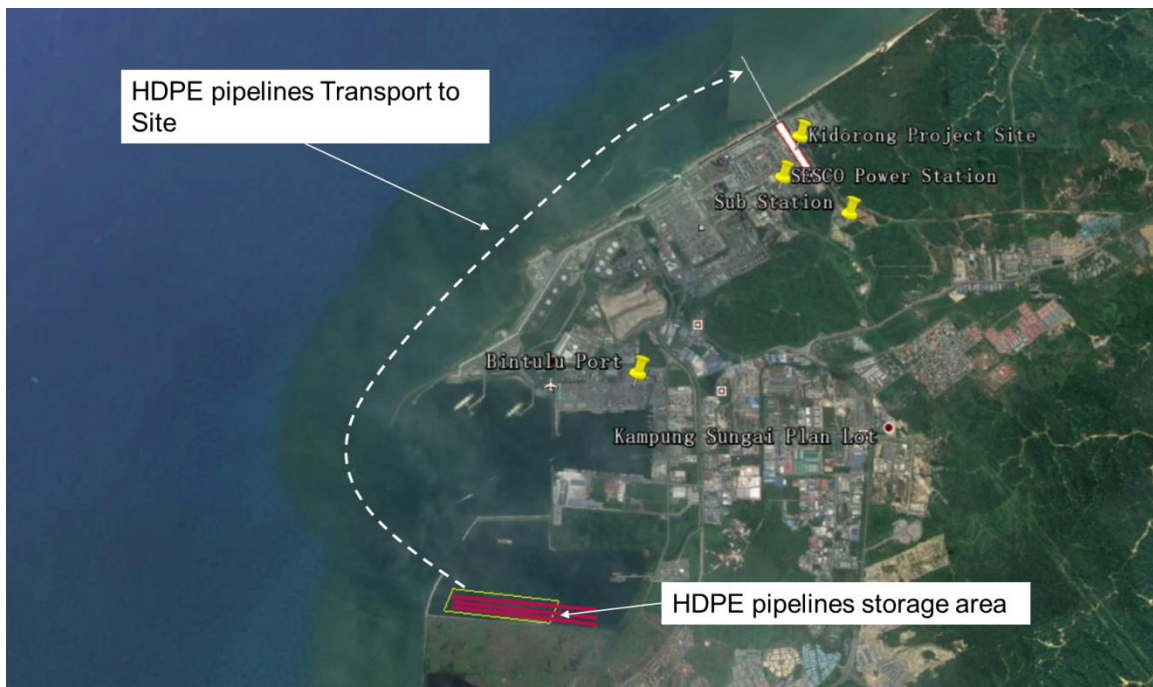 HDPE pipelines Transport to
Site
Kidorong Project Site
SESCO Power Station
Sub Station
Bintulu Port
Kampung Sungai Plan Lot
HDPE pipelines storage area